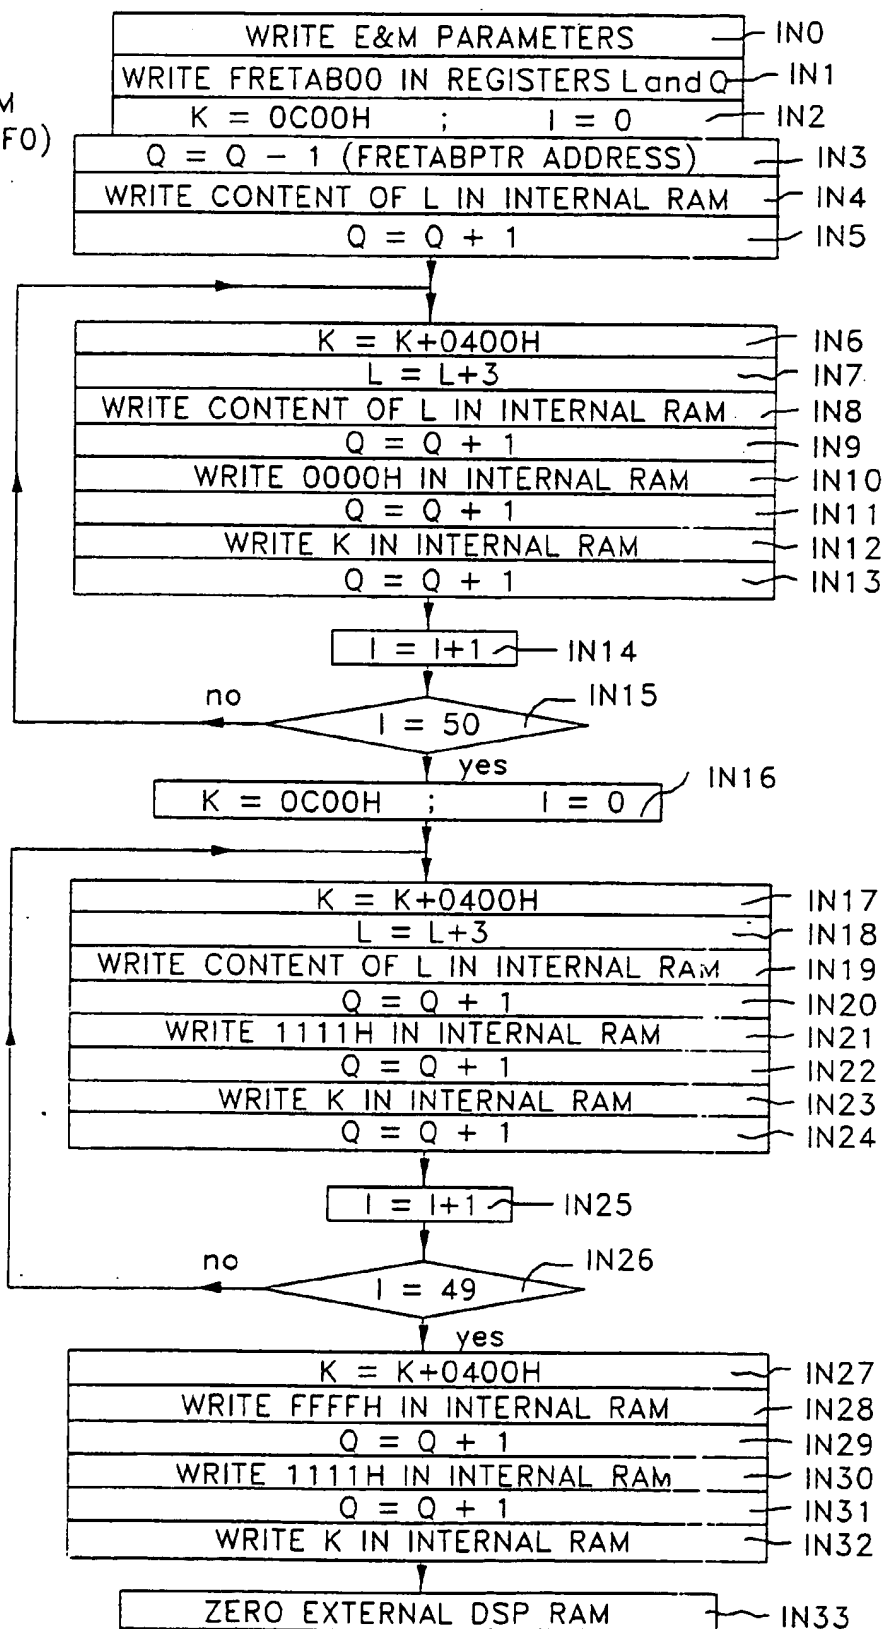 WRITE E&M PARAMETERS IN0
WRITE FRETAB00 IN REGISTERS L and Q IN1
M
K = 0C00H ; I = 0 IN2
F0)
Q = Q - 1 (FRETABPTR ADDRESS) IN3
WRITE CONTENT OF L IN INTERNAL RAM IN4
Q = Q + 1 IN5
K = K+0400H IN6
L = L+3 IN7
WRITE CONTENT OF L IN INTERNAL RAM IN8
Q = Q + 1 IN9
WRITE 0000H IN INTERNAL RAM IN10
Q = Q + 1 IN11
WRITE K IN INTERNAL RAM IN12
Q = Q + 1 IN13
I = I+1 IN14
no IN15
I = 50
yes
K = 0C00H ; I = 0 IN16
K = K+0400H IN17
L = L+3 IN18
WRITE CONTENT OF L IN INTERNAL RAM IN19
Q = Q + 1 IN20
WRITE 1111H IN INTERNAL RAM IN21
Q = Q + 1 IN22
WRITE K IN INTERNAL RAM IN23
Q = Q + 1 IN24
I = I+1 IN25
no IN26
I = 49
yes
K = K+0400H IN27
WRITE FFFFH IN INTERNAL RAM IN28
Q = Q + 1 IN29
WRITE 1111H IN INTERNAL RAM IN30
Q = Q + 1 IN31
WRITE K IN INTERNAL RAM IN32
ZERO EXTERNAL DSP RAM IN33